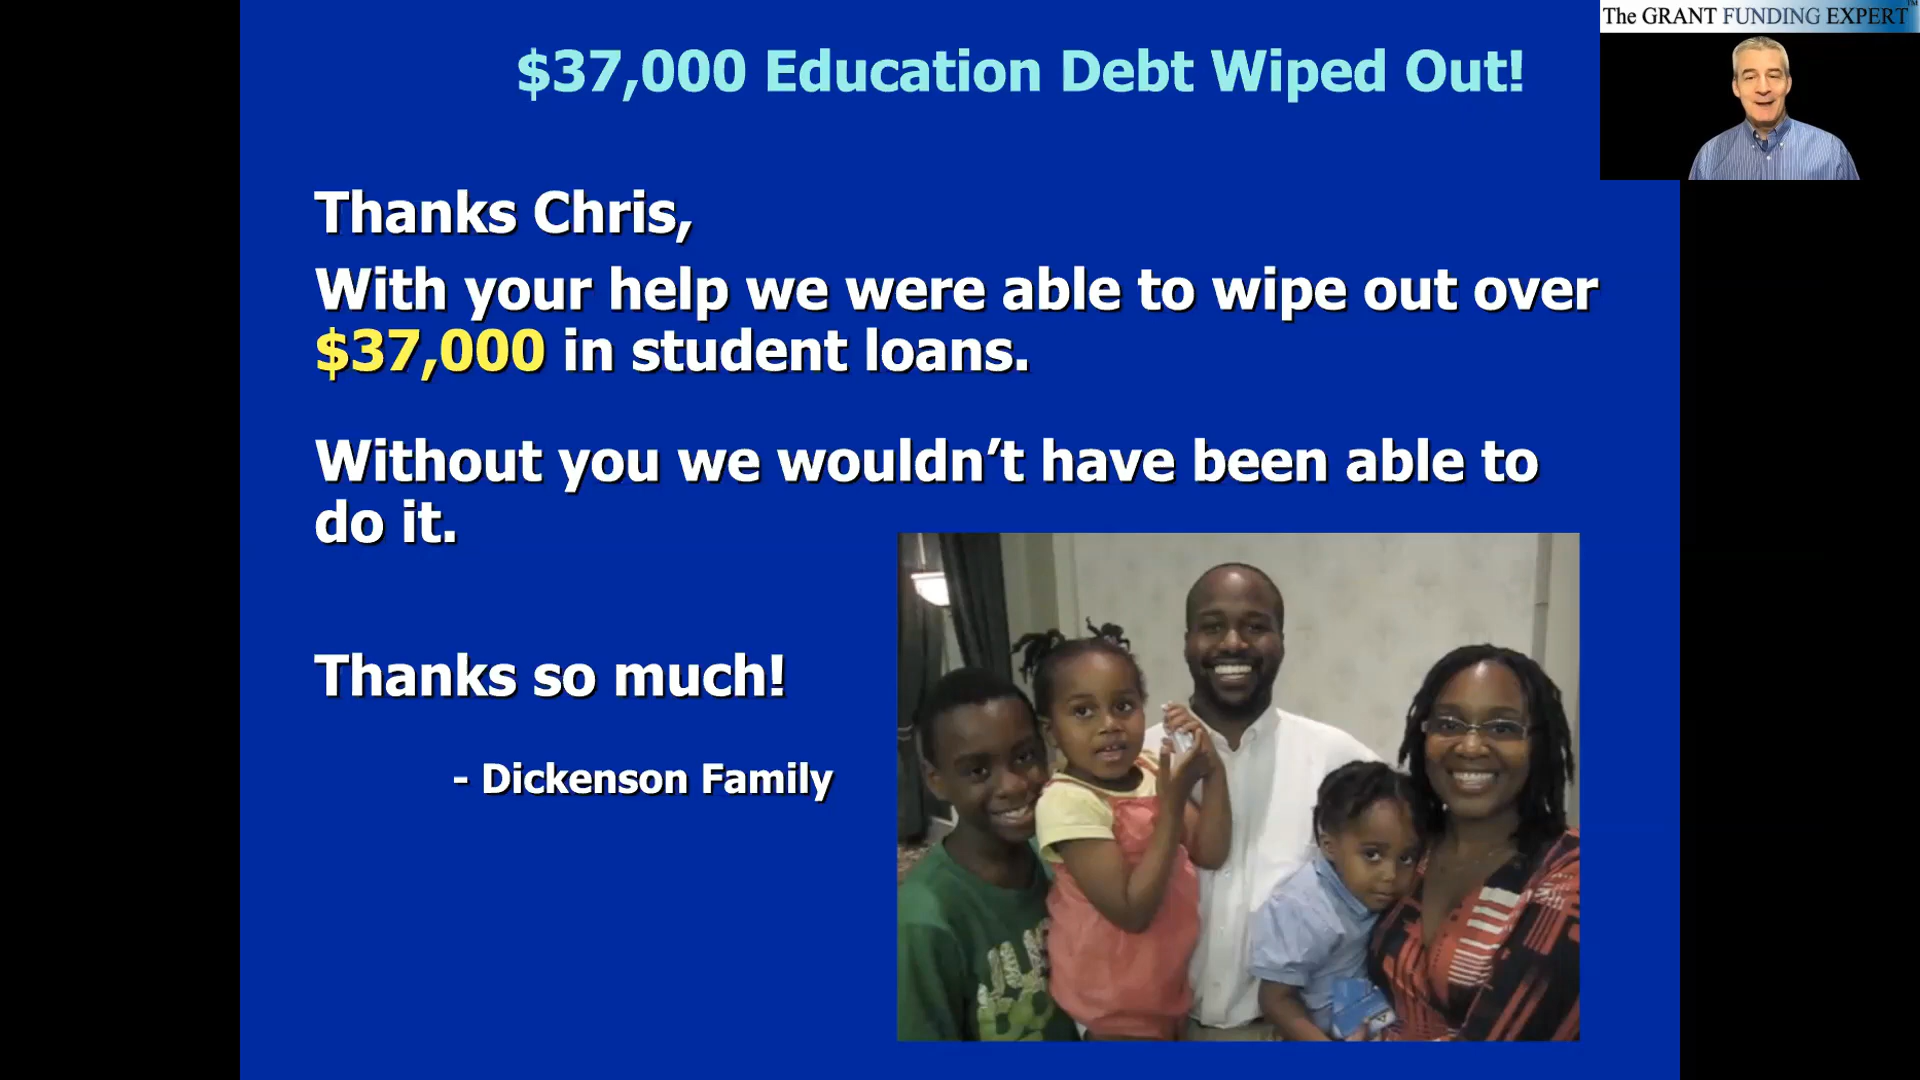 The GRANT FUNDING EXPERT™
$37,000 Education Debt Wiped Out!
Thanks Chris,
With your help we were able to wipe out over
$37,000 in student loans.
Without you we wouldn’t have been able to
do it.
Thanks so much!
- Dickenson Family